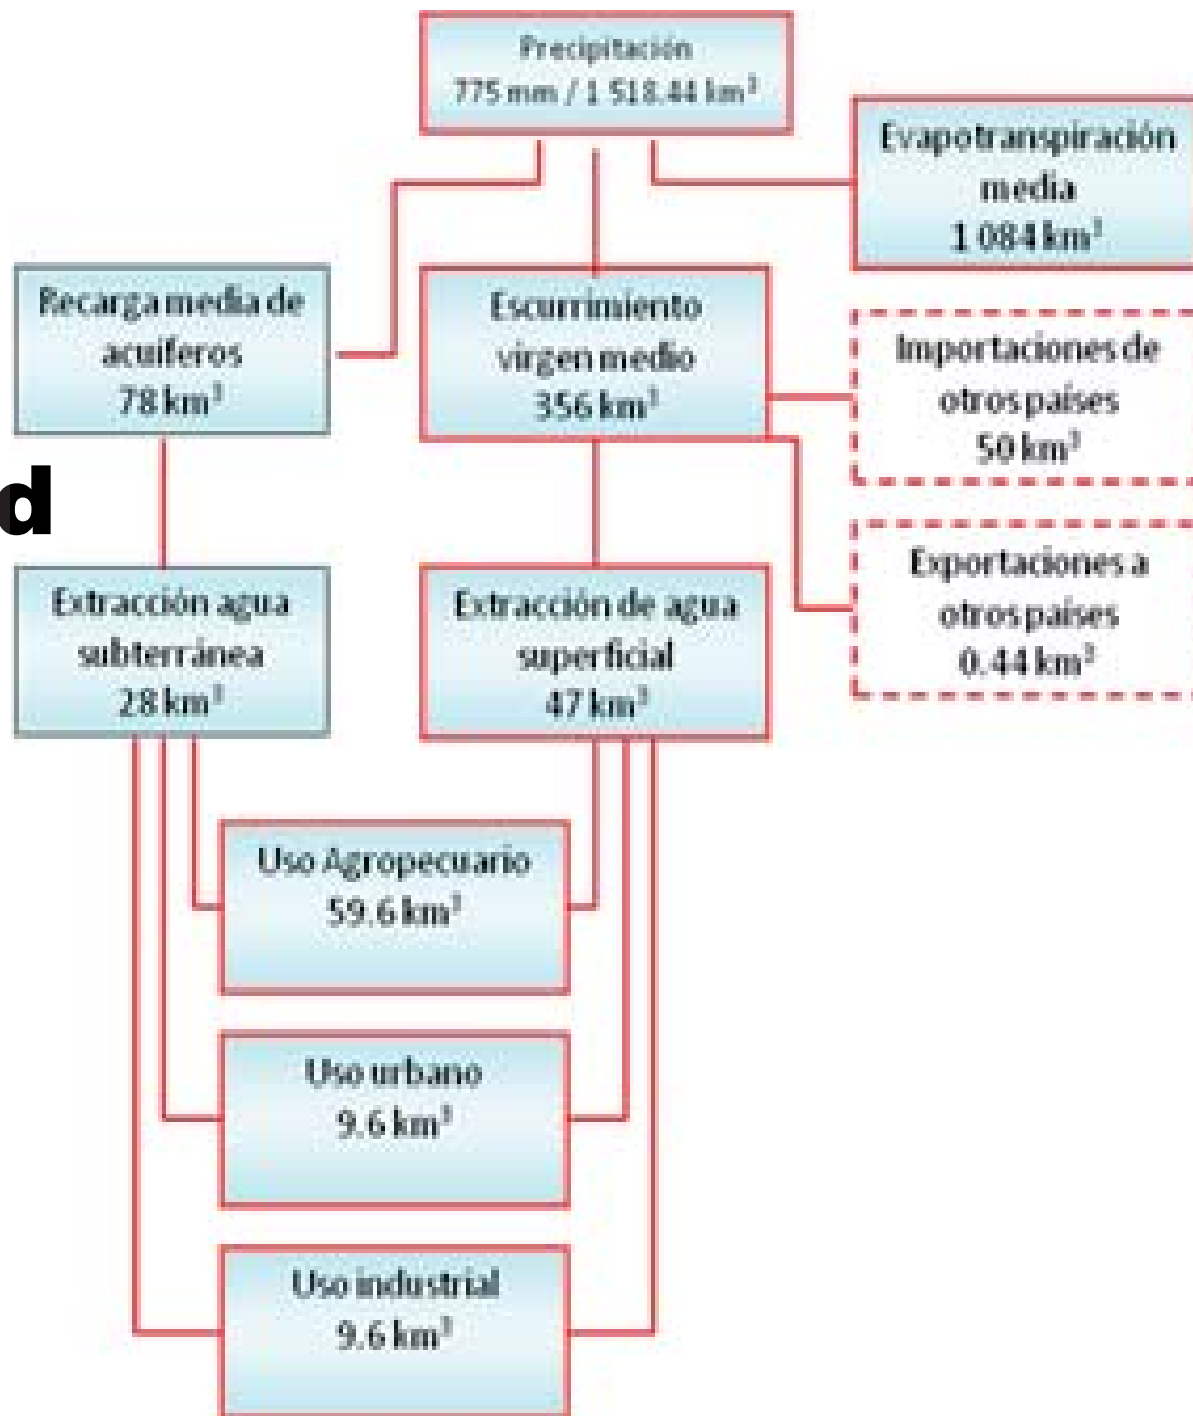 Precipitación
775 mm / 1 518.44 km³
Evapotranspiración
media
1 084 km³
Recarga media de
acuíferos
78 km³
Escurrimiento
virgen medio
356 km³
Importaciones de
otros países
50 km³
d
Exportaciones a
otros países
0.44 km³
Extracción agua
subterránea
28 km³
Extracción de agua
superficial
47 km³
Uso Agropecuario
59.6 km³
Uso urbano
9.6 km³
Uso industrial
9.6 km³